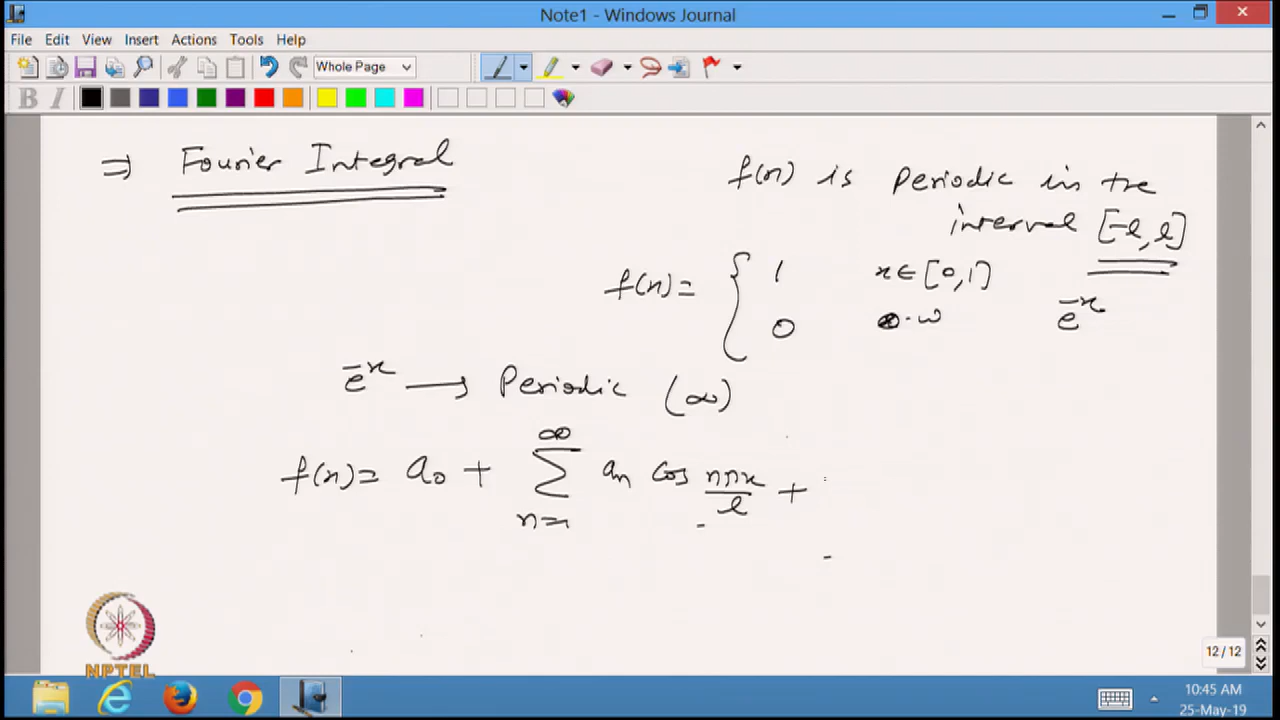 Note1 - Windows Journal
File Edit View Insert Actions Tools Help
Whole Page
B I
⇒ Fourier Integral
f(x) is periodic in the
interval [-l, l]
f(x) = { 1 x ∈ [0,1]
0 o.w
e^-x
e^-x → Periodic (∞)
f(x) = a0 + ∑ n=1 ∞ an cos nπx/l +
NPTEL
12 / 12
10:45 AM
25-May-19